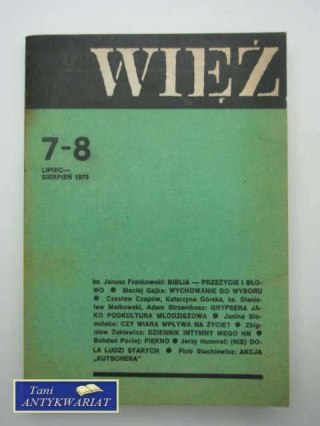 WIĘŹ
7-8
LIPIEC—
SIERPIEŃ 1975
ks. Janusz Frankowski: BIBLIA — PRZEŻYCIE I SŁO-
WO ● Maciej Gajka: WYCHOWANIE DO WYBORU
● Czesław Czapów, Katarzyna Górska, ks. Stanis-
ław Małkowski, Adam Strzembosz: GRYPSERA JA-
KO PODKULTURA MŁODZIEŻOWA ● Janina Sło-
mińska: CZY WIARA WPŁYWA NA ŻYCIE? ● Zbig-
niew Żakiewicz: DZIENNIK INTYMNY MEGO NN ●
Bohdan Pociej: PIĘKNO ● Jerzy Hummel: (NIE) DO-
LA LUDZI STARYCH ● Piotr Stachiewicz: AKCJA
„KUTSCHERA"
Tani
ANTYKWARIAT